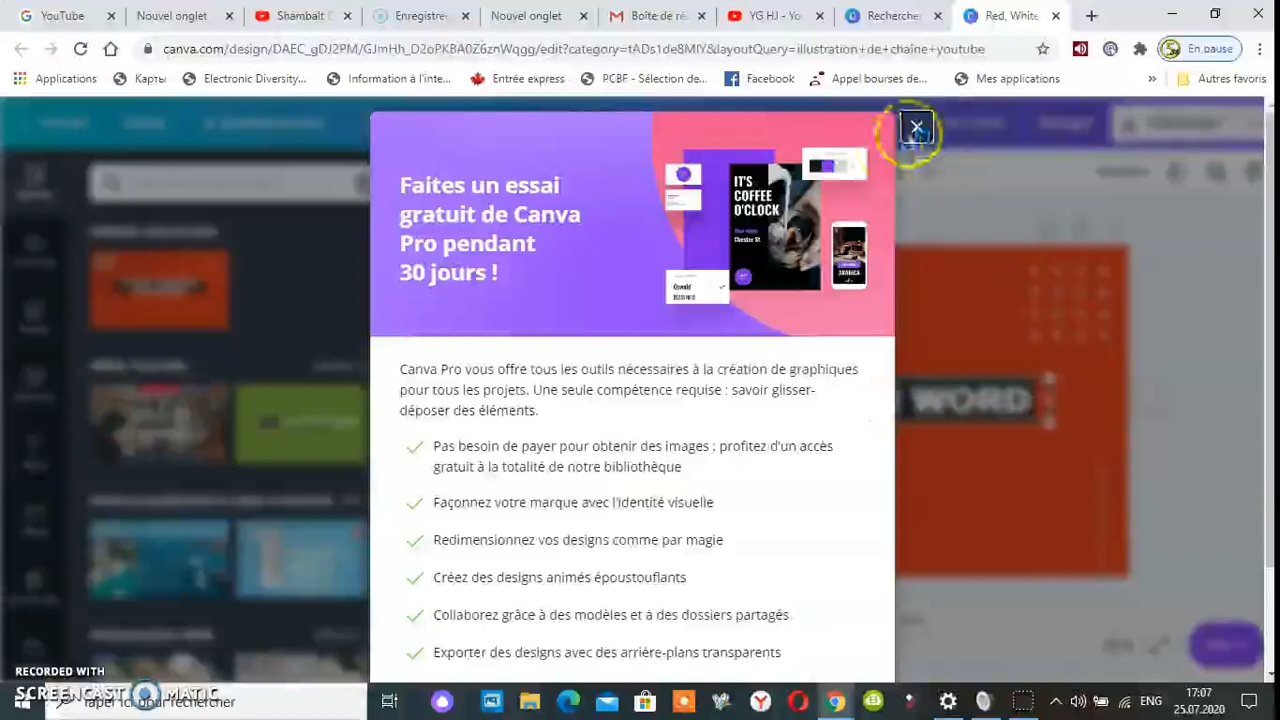 YouTube
Nouvel onglet
Shambalt D
Enregistre
Nouvel onglet
Boîte de ré
YG HJ - Yo
Recherche
Red, White
canva.com/design/DAEC_gDJ2PM/GJmHh_D2oPKBA0Z6znWqgg/edit?category=tADs1de8MIY&layoutQuery=illustration+de+chaîne+youtube
En pause
Applications
Карты
Electronic Diversity...
Information à l'inte...
Entrée express
PCBF - Sélection de...
Facebook
Appel bourses de...
Mes applications
Autres favoris
Faites un essai
gratuit de Canva
Pro pendant
30 jours !
IT'S
COFFEE
O'CLOCK
Oswald
Canva Pro vous offre tous les outils nécessaires à la création de graphiques
pour tous les projets. Une seule compétence requise : savoir glisser-
déposer des éléments.
Pas besoin de payer pour obtenir des images : profitez d'un accès
gratuit à la totalité de notre bibliothèque
Façonnez votre marque avec l'identité visuelle
Redimensionnez vos designs comme par magie
Créez des designs animés époustouflants
Collaborez grâce à des modèles et à des dossiers partagés
Exporter des designs avec des arrière-plans transparents
WORD
RECORDED WITH
SCREENCAST MATIC
Taper ici pour rechercher
ENG
17:07
25.07.2020